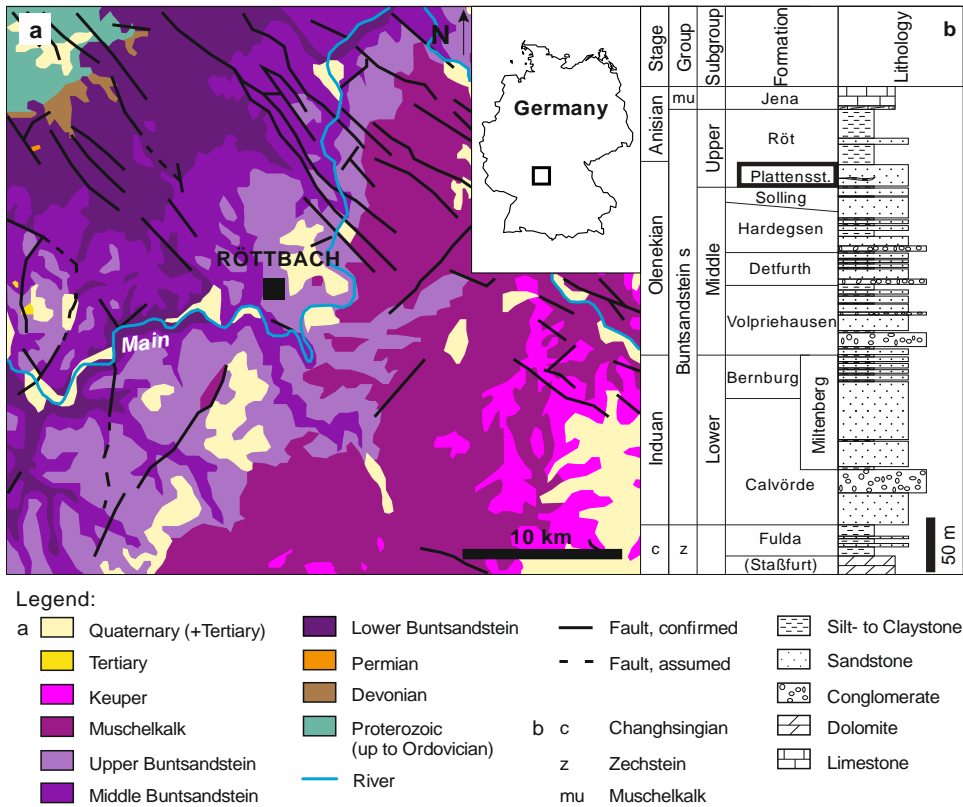 a
N
Germany
RÖTTBACH
Main
10 km
b
Stage
Group
Subgroup
Formation
Lithology
Anisian
Olenekian
Induan
c
mu
Buntsandstein s
z
Upper
Middle
Lower
Jena
Röt
Plattensst.
Solling
Hardegsen
Detfurth
Volpriehausen
Bernburg
Miltenberg
Calvörde
Fulda
(Staßfurt)
50 m
Legend:
a
Quaternary (+Tertiary)
Tertiary
Keuper
Muschelkalk
Upper Buntsandstein
Middle Buntsandstein
Lower Buntsandstein
Permian
Devonian
Proterozoic
(up to Ordovician)
River
Fault, confirmed
Fault, assumed
b c Changhsingian
z Zechstein
mu Muschelkalk
Silt- to Claystone
Sandstone
Conglomerate
Dolomite
Limestone